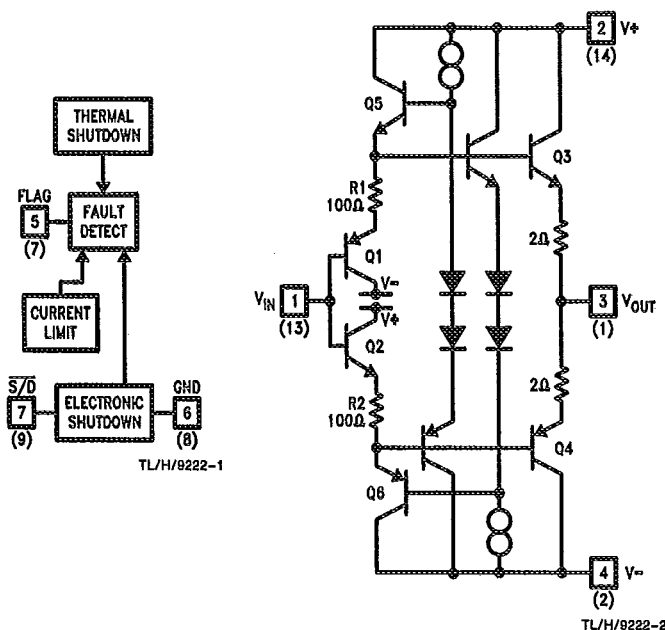 THERMAL
SHUTDOWN
FLAG
5
(7)
FAULT
DETECT
CURRENT
LIMIT
S/D
7
(9)
ELECTRONIC
SHUTDOWN
GND
6
(8)
TL/H/9222-1
2
V+
(14)
Q5
Q3
R1
100Ω
2Ω
Q1
V-
VIN
1
(13)
V+
3
VOUT
(1)
Q2
2Ω
R2
100Ω
Q4
Q6
4
V-
(2)
TL/H/9222-2